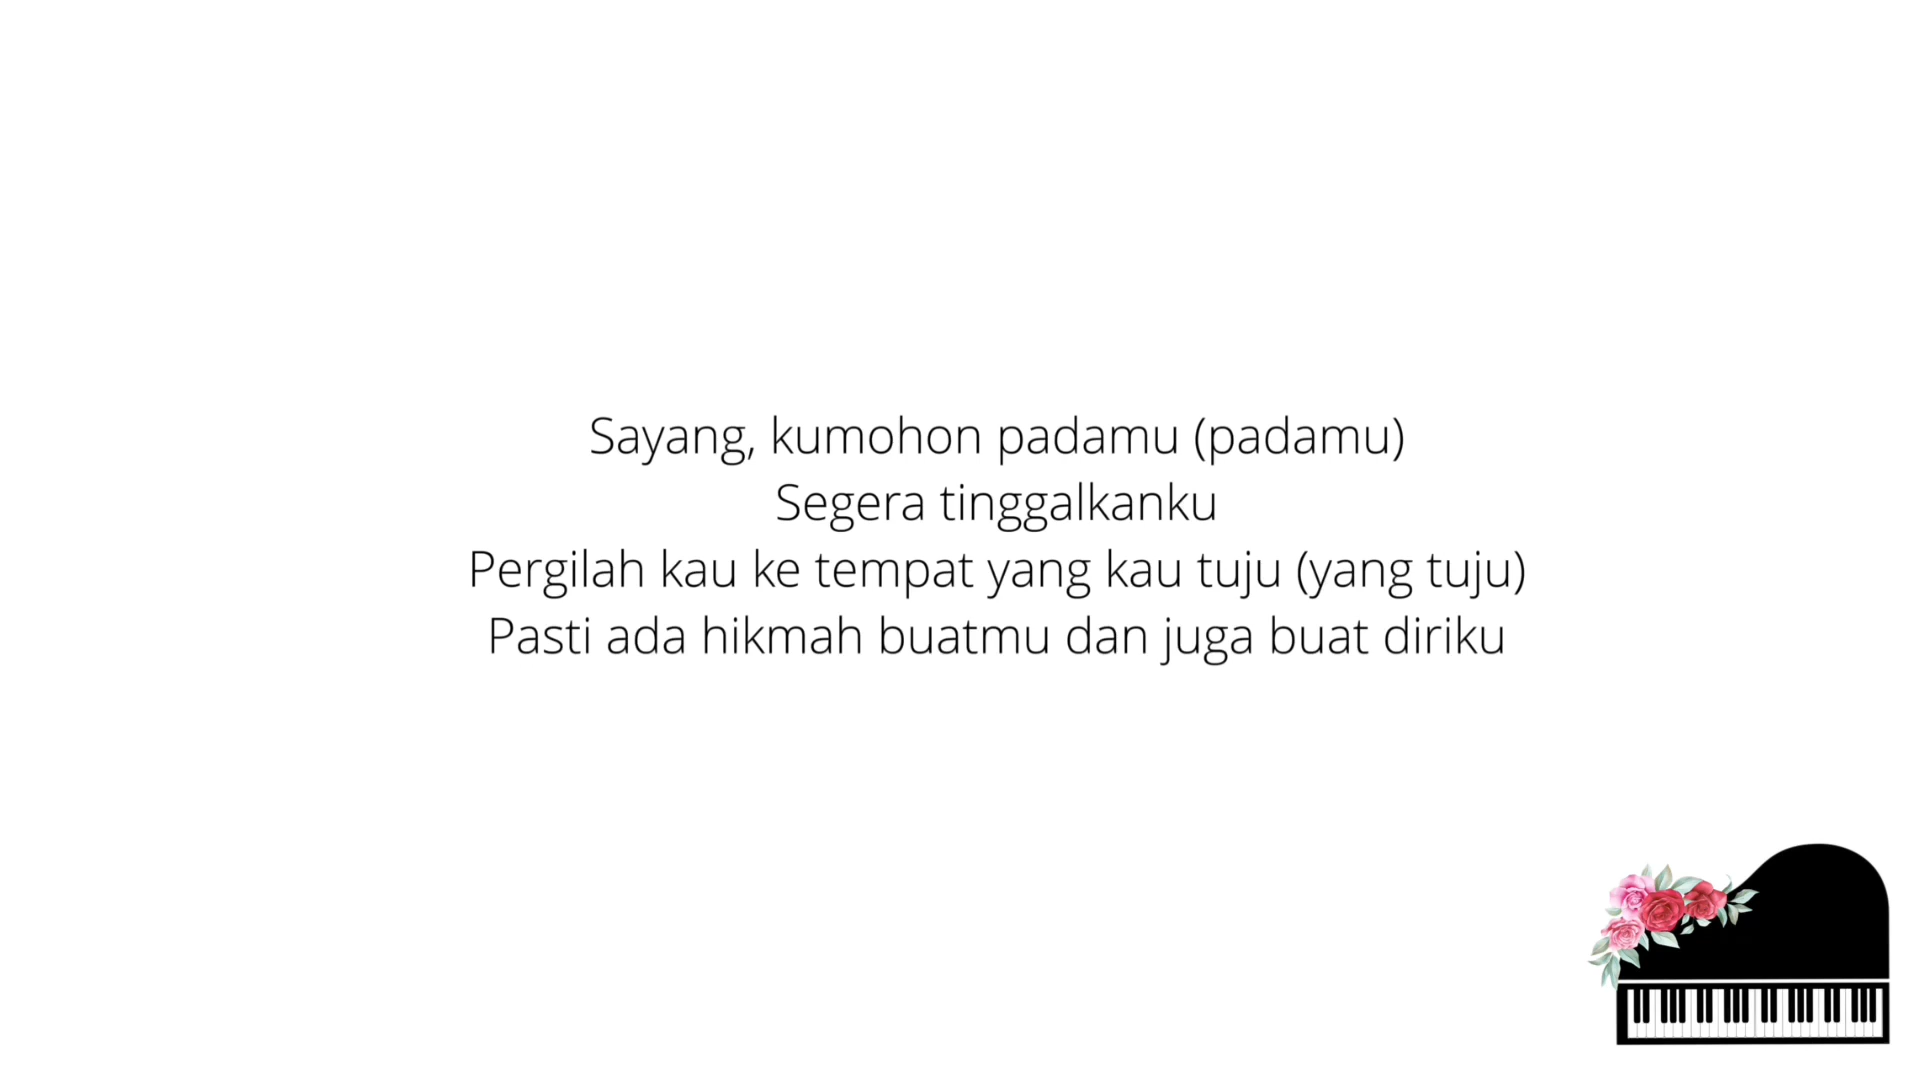 Sayang, kumohon padamu (padamu)
Segera tinggalkanku
Pergilah kau ke tempat yang kau tuju (yang tuju)
Pasti ada hikmah buatmu dan juga buat diriku